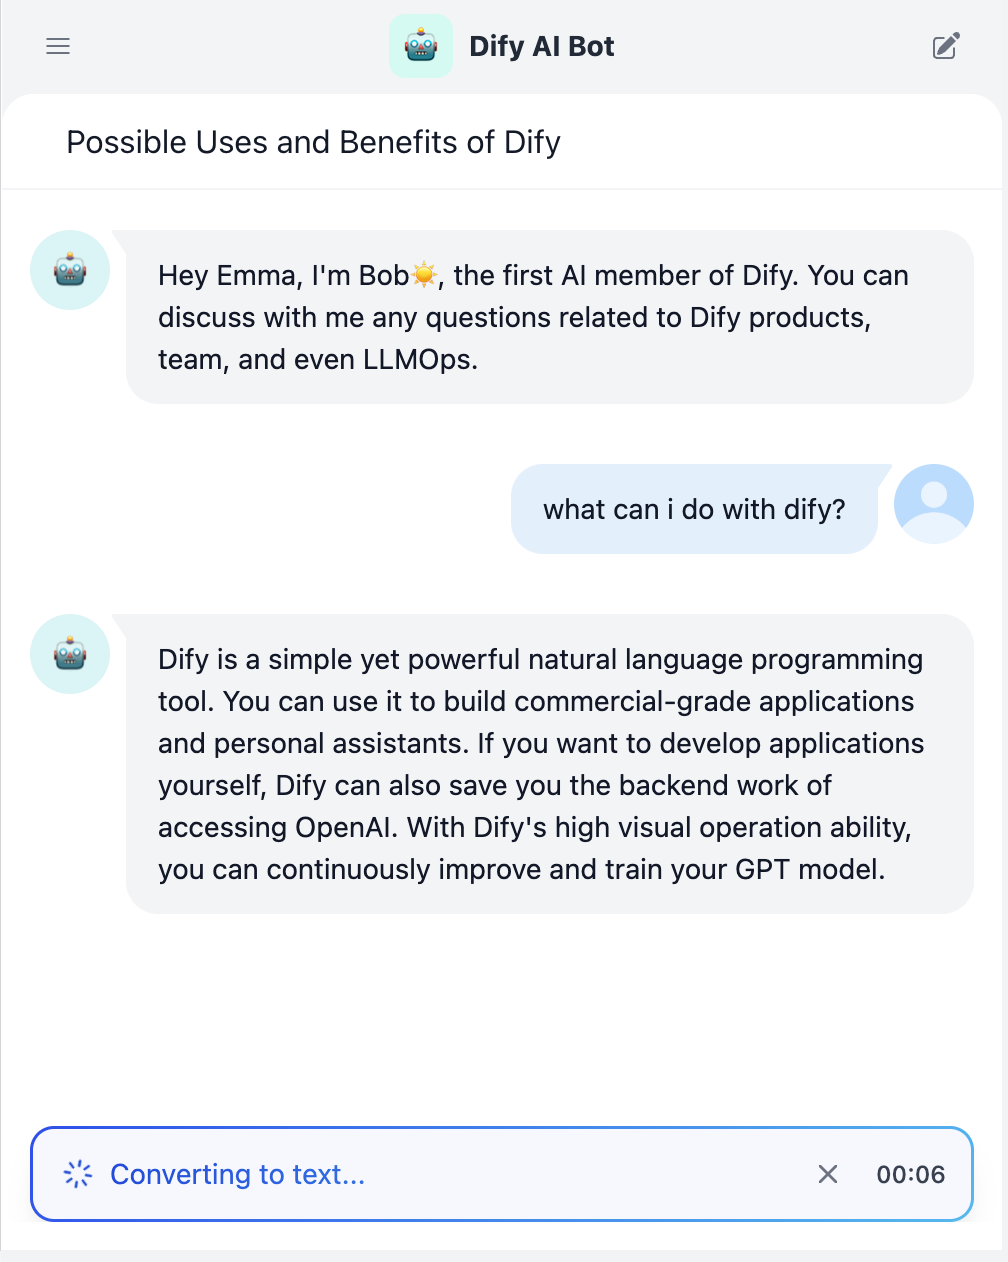 Dify AI Bot
Possible Uses and Benefits of Dify
Hey Emma, I'm Bob☀️, the first AI member of Dify. You can
discuss with me any questions related to Dify products,
team, and even LLMOps.
what can i do with dify?
Dify is a simple yet powerful natural language programming
tool. You can use it to build commercial-grade applications
and personal assistants. If you want to develop applications
yourself, Dify can also save you the backend work of
accessing OpenAI. With Dify's high visual operation ability,
you can continuously improve and train your GPT model.
Converting to text... 00:06